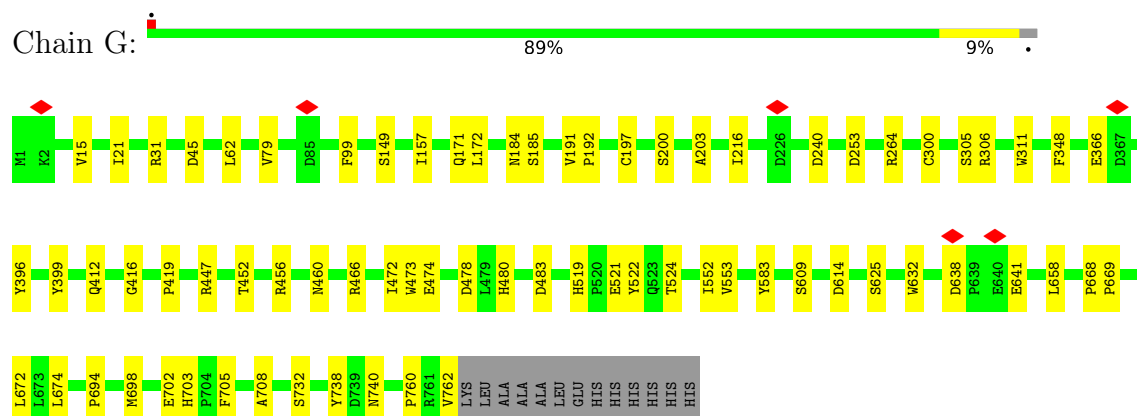 Chain G:
89% 9%
M1 K2 V15 I21 R31 D45 L62 V79 D85 F99 S149 I157 Q171 L172 N184 S185 V191 P192 C197 S200 A203 I216 D226 D240 D253 R264 C300 S305 R306 W311 F348 E366 D367
Y396 Y399 Q412 G416 P419 R447 T452 R456 N460 R466 I472 W473 E474 D478 L479 H480 D483 H519 P520 E521 Y522 Q523 T524 I552 V553 Y583 S609 D614 S625 W632 D638 P639 E640 E641 L658 P668 P669
L672 L673 L674 P694 M698 E702 H703 P704 F705 A708 S732 Y738 D739 N740 P760 R761 V762 LYS LEU ALA ALA ALA LEU GLU HIS HIS HIS HIS HIS HIS